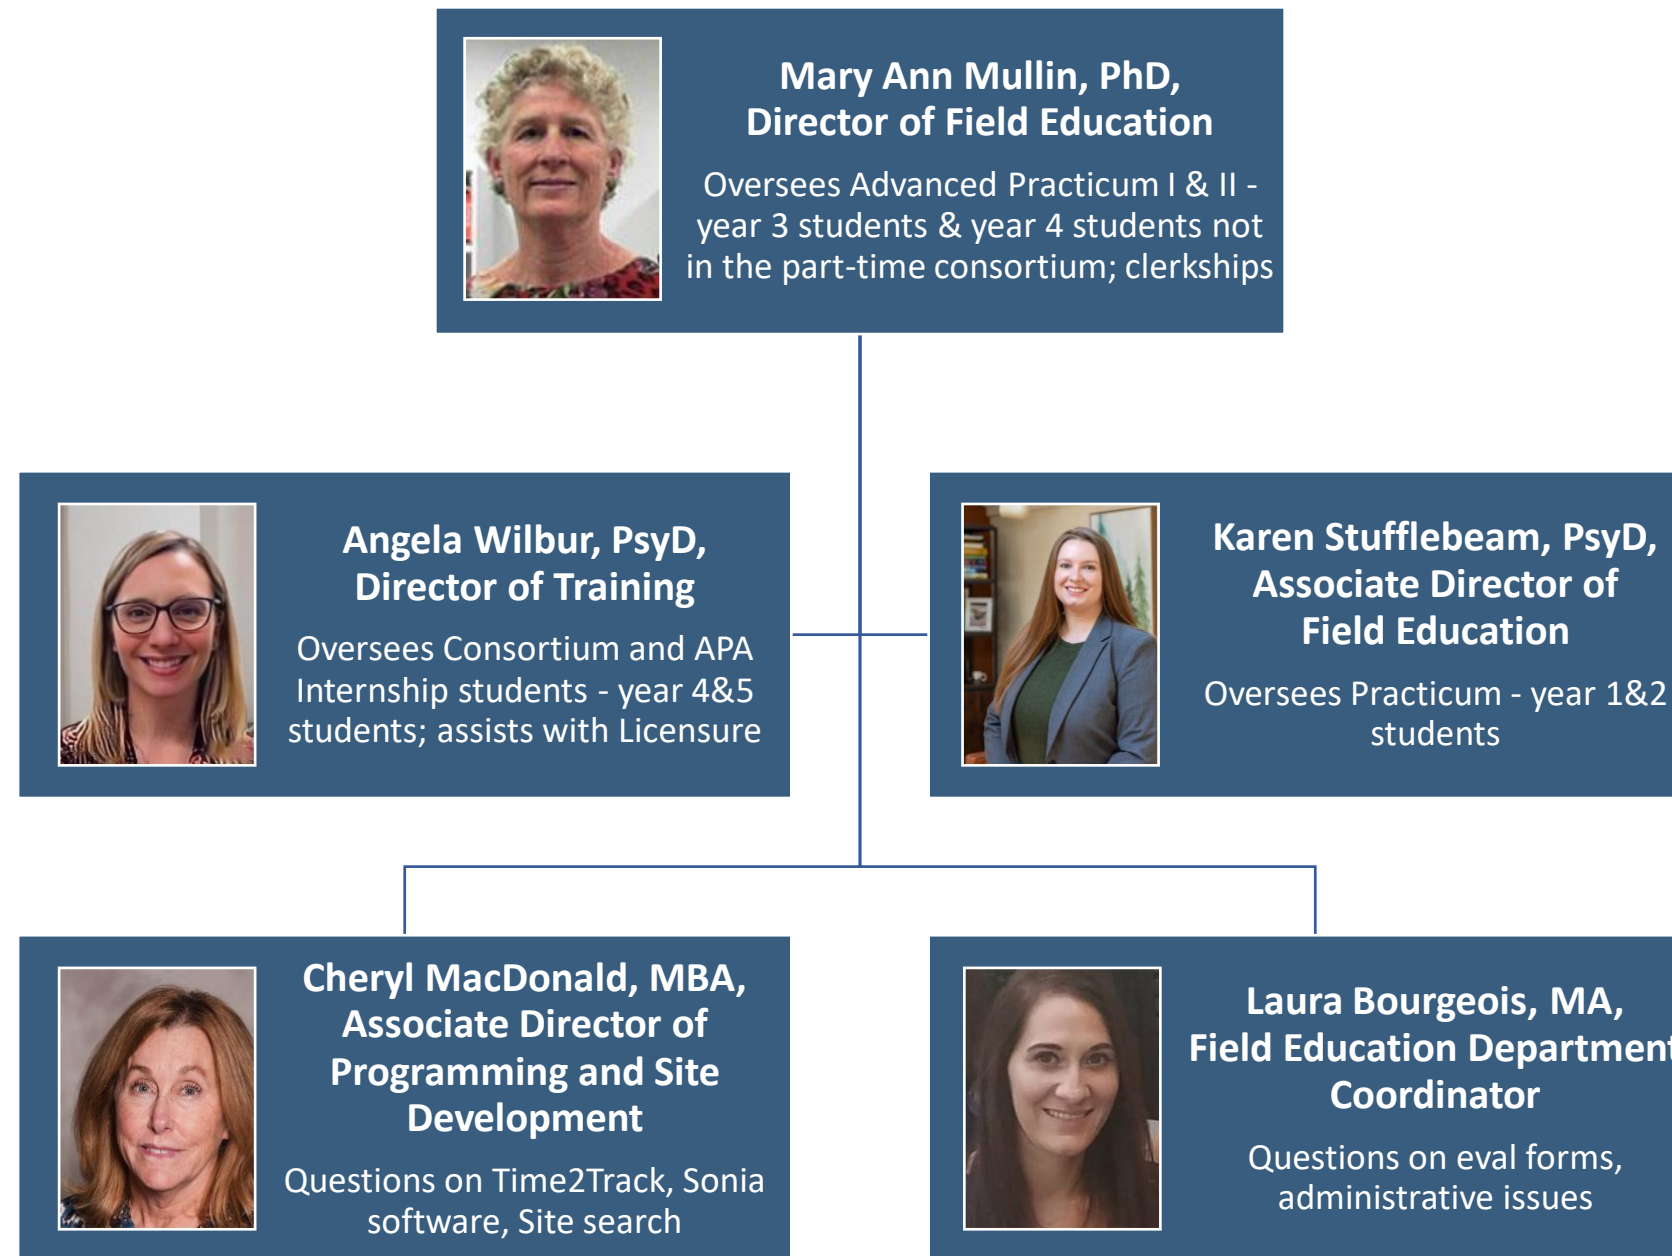 Mary Ann Mullin, PhD,
Director of Field Education
Oversees Advanced Practicum I & II -
year 3 students & year 4 students not
in the part-time consortium; clerkships
Angela Wilbur, PsyD,
Director of Training
Oversees Consortium and APA
Internship students - year 4&5
students; assists with Licensure
Karen Stufflebeam, PsyD,
Associate Director of
Field Education
Oversees Practicum - year 1&2
students
Cheryl MacDonald, MBA,
Associate Director of
Programming and Site
Development
Questions on Time2Track, Sonia
software, Site search
Laura Bourgeois, MA,
Field Education Department
Coordinator
Questions on eval forms,
administrative issues